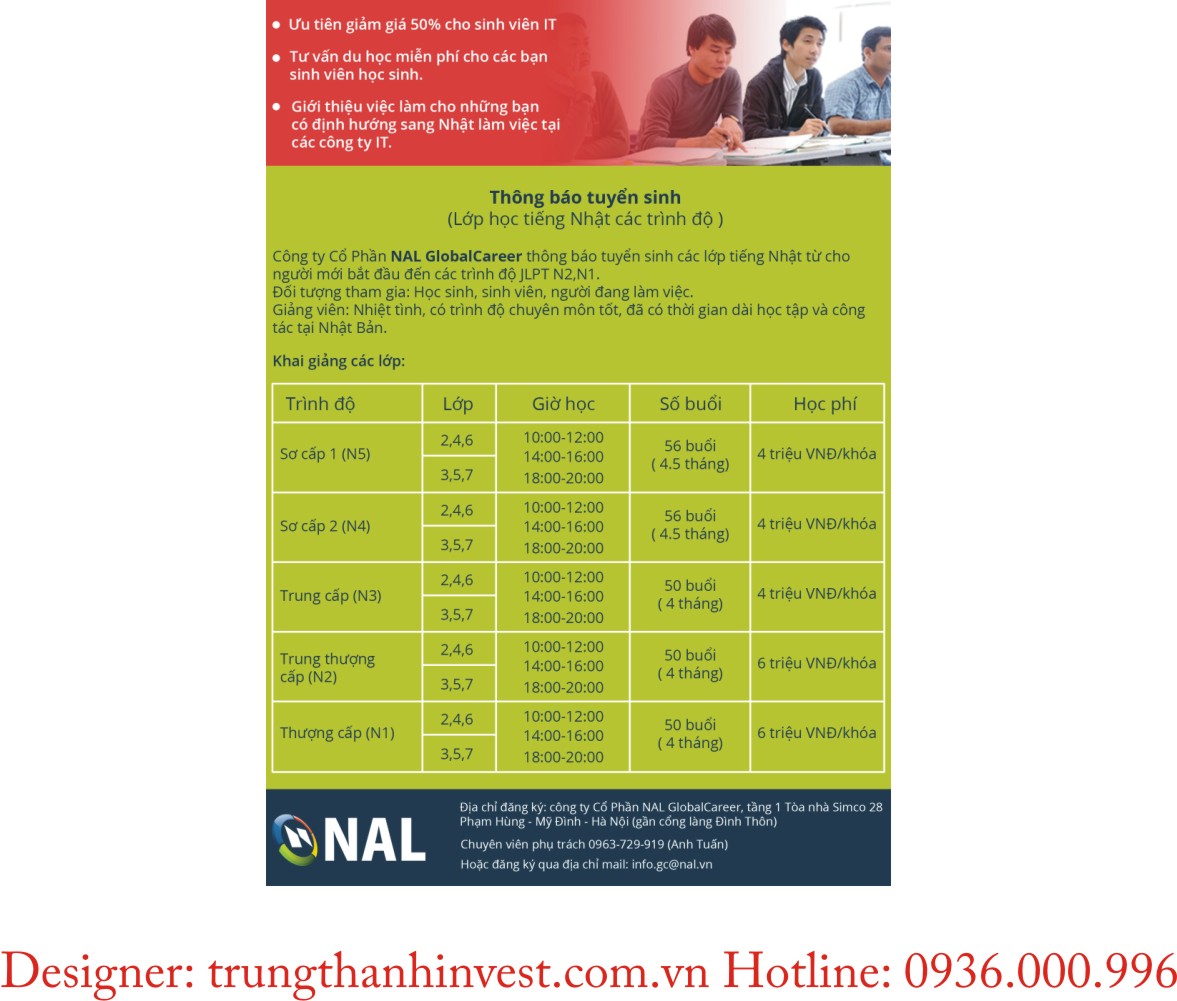 • Ưu tiên giảm giá 50% cho sinh viên IT
• Tư vấn du học miễn phí cho các bạn
sinh viên học sinh.
• Giới thiệu việc làm cho những bạn
có định hướng sang Nhật làm việc tại
các công ty IT.
Thông báo tuyển sinh
(Lớp học tiếng Nhật các trình độ )
Công ty Cổ Phần NAL GlobalCareer thông báo tuyển sinh các lớp tiếng Nhật từ cho
người mới bắt đầu đến các trình độ JLPT N2,N1.
Đối tượng tham gia: Học sinh, sinh viên, người đang làm việc.
Giảng viên: Nhiệt tình, có trình độ chuyên môn tốt, đã có thời gian dài học tập và công
tác tại Nhật Bản.
Khai giảng các lớp:
Trình độ Lớp Giờ học Số buổi Học phí
Sơ cấp 1 (N5)
2,4,6
3,5,7
10:00-12:00
14:00-16:00
18:00-20:00
56 buổi
( 4.5 tháng)
4 triệu VNĐ/khóa
Sơ cấp 2 (N4)
2,4,6
3,5,7
10:00-12:00
14:00-16:00
18:00-20:00
56 buổi
( 4.5 tháng)
4 triệu VNĐ/khóa
Trung cấp (N3)
2,4,6
3,5,7
10:00-12:00
14:00-16:00
18:00-20:00
50 buổi
( 4 tháng)
4 triệu VNĐ/khóa
Trung thượng
cấp (N2)
2,4,6
3,5,7
10:00-12:00
14:00-16:00
18:00-20:00
50 buổi
( 4 tháng)
6 triệu VNĐ/khóa
Thượng cấp (N1)
2,4,6
3,5,7
10:00-12:00
14:00-16:00
18:00-20:00
50 buổi
( 4 tháng)
6 triệu VNĐ/khóa
NAL
Địa chỉ đăng ký: công ty Cổ Phần NAL GlobalCareer, tầng 1 Tòa nhà Simco 28
Phạm Hùng - Mỹ Đình - Hà Nội (gần cổng làng Đình Thôn)
Chuyên viên phụ trách 0963-729-919 (Anh Tuấn)
Hoặc đăng ký qua địa chỉ mail: info.gc@nal.vn
Designer: trungthanhinvest.com.vn Hotline: 0936.000.996